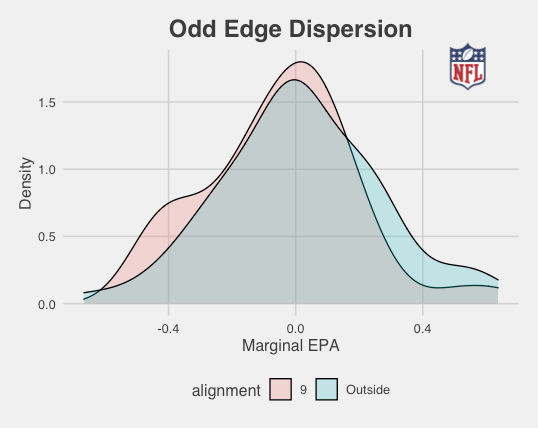 Odd Edge Dispersion
NFL
Density
1.5
1.0
0.5
0.0
-0.4 0.0 0.4
Marginal EPA
alignment 9 Outside